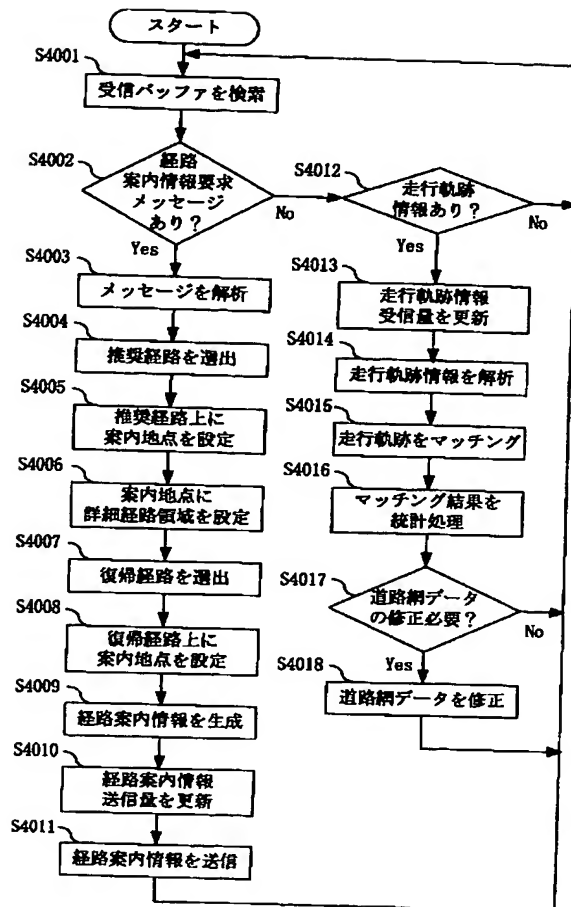 スタート
S4001
受信バッファを検索
S4002
経路
案内情報要求
メッセージ
あり？
No
Yes
S4003
メッセージを解析
S4004
推奨経路を選出
S4005
推奨経路上に
案内地点を設定
S4006
案内地点に
詳細経路領域を設定
S4007
復帰経路を選出
S4008
復帰経路上に
案内地点を設定
S4009
経路案内情報を生成
S4010
経路案内情報
送信量を更新
S4011
経路案内情報を送信
S4012
走行軌跡
情報あり？
No
Yes
S4013
走行軌跡情報
受信量を更新
S4014
走行軌跡情報を解析
S4015
走行軌跡をマッチング
S4016
マッチング結果を
統計処理
S4017
道路網データ
の修正必要？
No
Yes
S4018
道路網データを修正